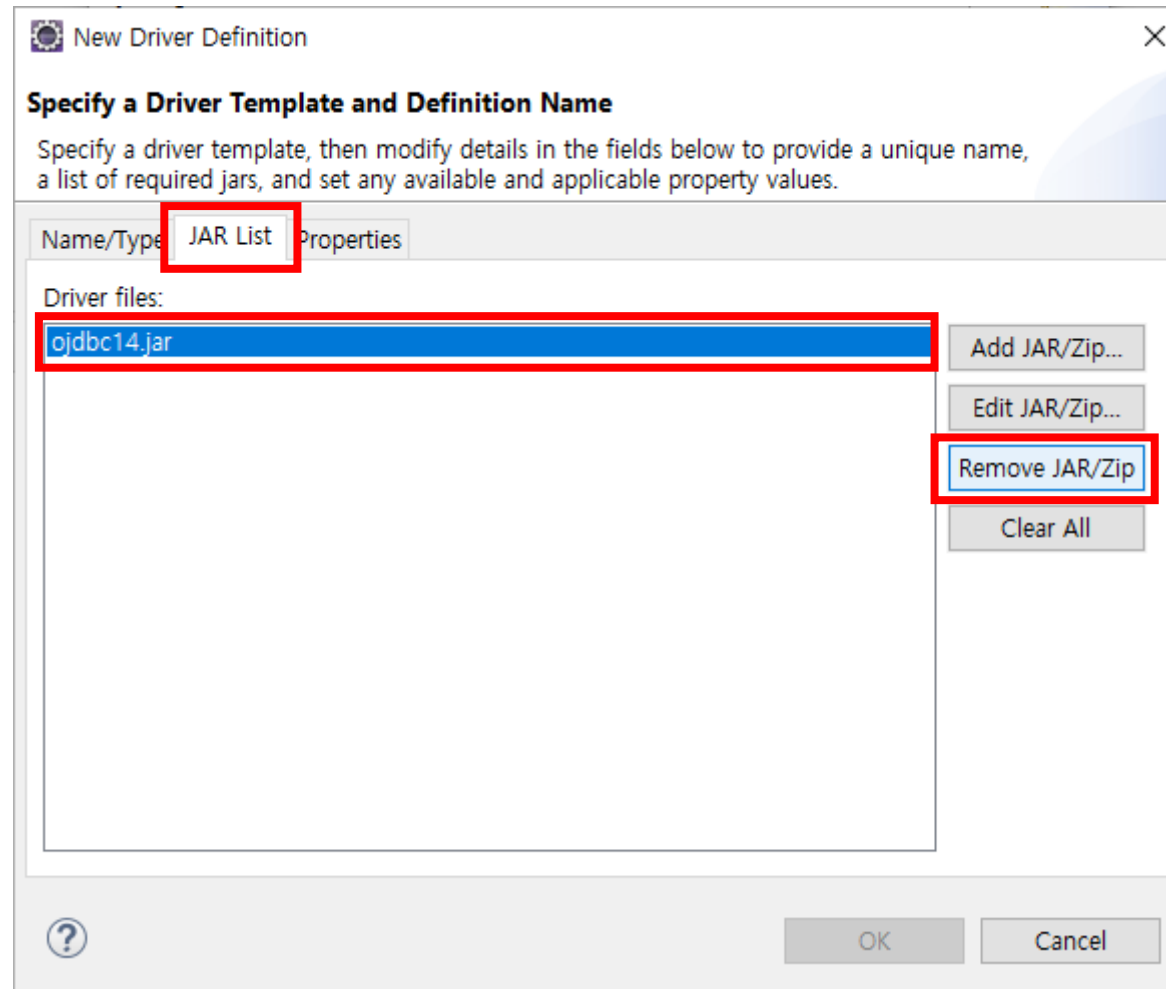 New Driver Definition
Specify a Driver Template and Definition Name
Specify a driver template, then modify details in the fields below to provide a unique name,
a list of required jars, and set any available and applicable property values.
Name/Type JAR List Properties
Driver files:
ojdbc14.jar
Add JAR/Zip...
Edit JAR/Zip...
Remove JAR/Zip
Clear All
?
OK Cancel